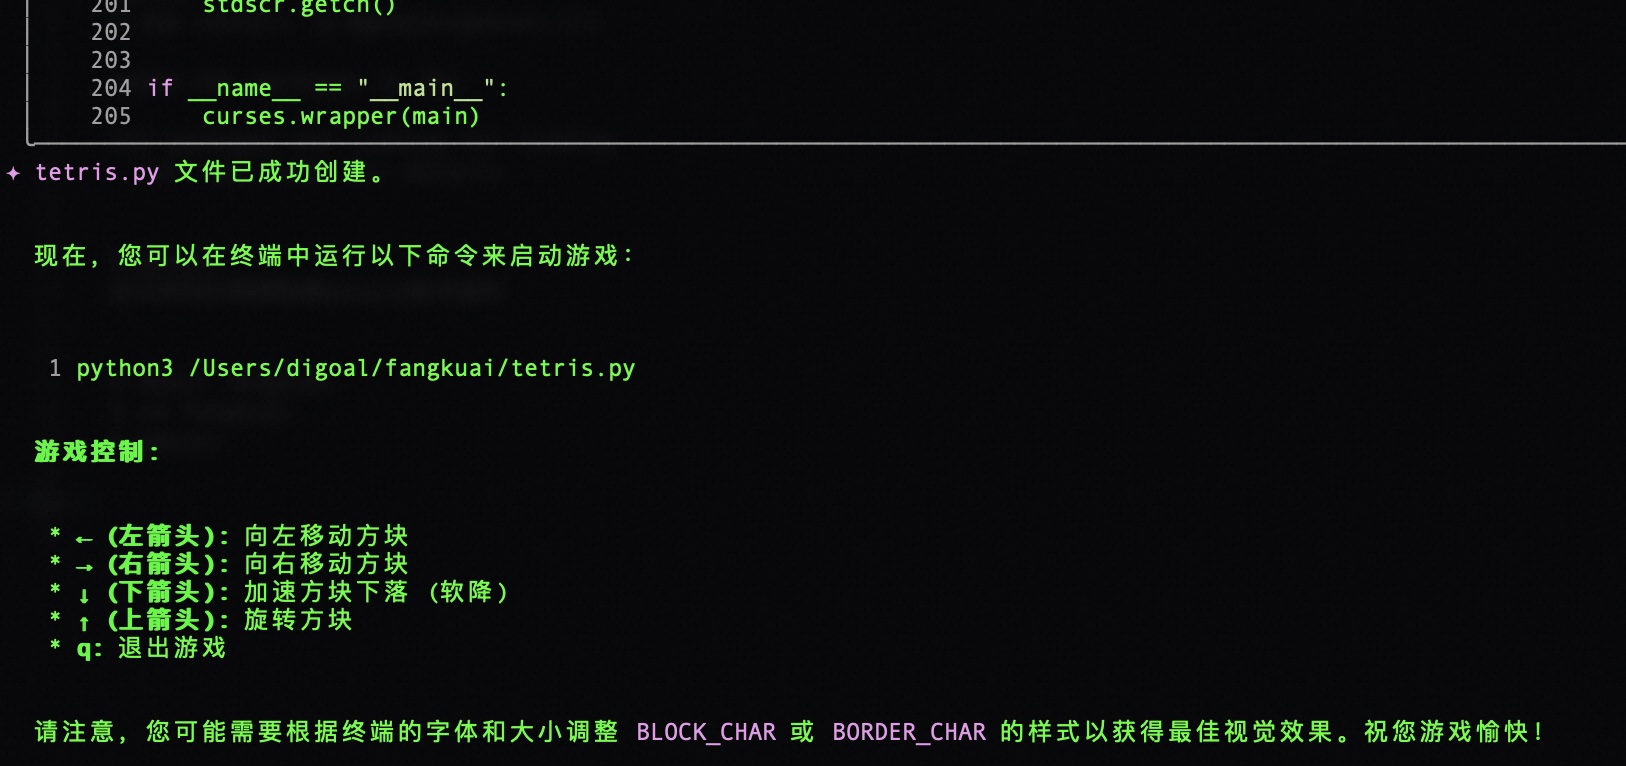 201 stdscr.getch()
202
203
204 if __name__ == "__main__":
205 curses.wrapper(main)
✦ tetris.py 文件已成功创建。
现在，您可以在终端中运行以下命令来启动游戏：
1 python3 /Users/digoal/fangkuai/tetris.py
游戏控制：
* ← (左箭头): 向左移动方块
* → (右箭头): 向右移动方块
* ↓ (下箭头): 加速方块下落 (软降)
* ↑ (上箭头): 旋转方块
* q: 退出游戏
请注意，您可能需要根据终端的字体和大小调整 BLOCK_CHAR 或 BORDER_CHAR 的样式以获得最佳视觉效果。祝您游戏愉快！